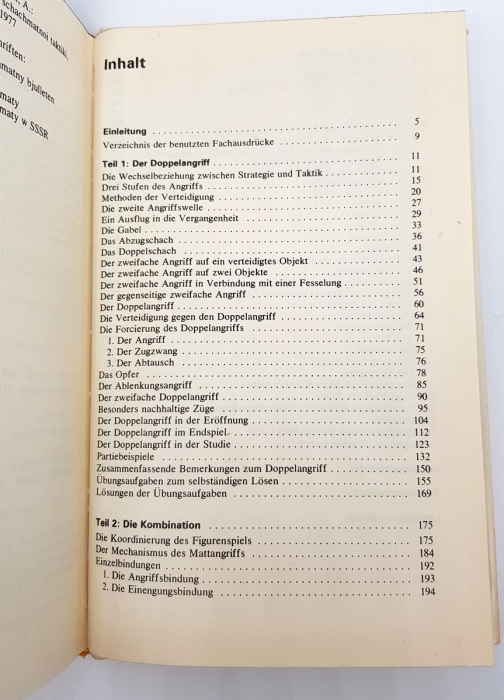 A.:
schachmatnoi taktiki,
1977
matny bjulleten
maty
maty w SSSR
Inhalt
Einleitung 5
Verzeichnis der benutzten Fachausdrücke 9
Teil 1: Der Doppelangriff 11
Die Wechselbeziehung zwischen Strategie und Taktik 11
Drei Stufen des Angriffs 15
Methoden der Verteidigung 20
Die zweite Angriffswelle 27
Ein Ausflug in die Vergangenheit 29
Die Gabel 33
Das Abzugschach 36
Das Doppelschach 41
Der zweifache Angriff auf ein verteidigtes Objekt 43
Der zweifache Angriff auf zwei Objekte 46
Der zweifache Angriff in Verbindung mit einer Fesselung 51
Der gegenseitige zweifache Angriff 56
Der Doppelangriff 60
Die Verteidigung gegen den Doppelangriff 64
Die Forcierung des Doppelangriffs 71
1. Der Angriff 71
2. Der Zugzwang 75
3. Der Abtausch 76
Das Opfer 78
Der Ablenkungsangriff 85
Der zweifache Doppelangriff 90
Besonders nachhaltige Züge 95
Der Doppelangriff in der Eröffnung 104
Der Doppelangriff im Endspiel 112
Der Doppelangriff in der Studie 123
Partiebeispiele 132
Zusammenfassende Bemerkungen zum Doppelangriff 150
Übungsaufgaben zum selbständigen Lösen 155
Lösungen der Übungsaufgaben 169
Teil 2: Die Kombination 175
Die Koordinierung des Figurenspiels 175
Der Mechanismus des Mattangriffs 184
Einzelbindungen 192
1. Die Angriffsbindung 193
2. Die Einengungsbindung 194